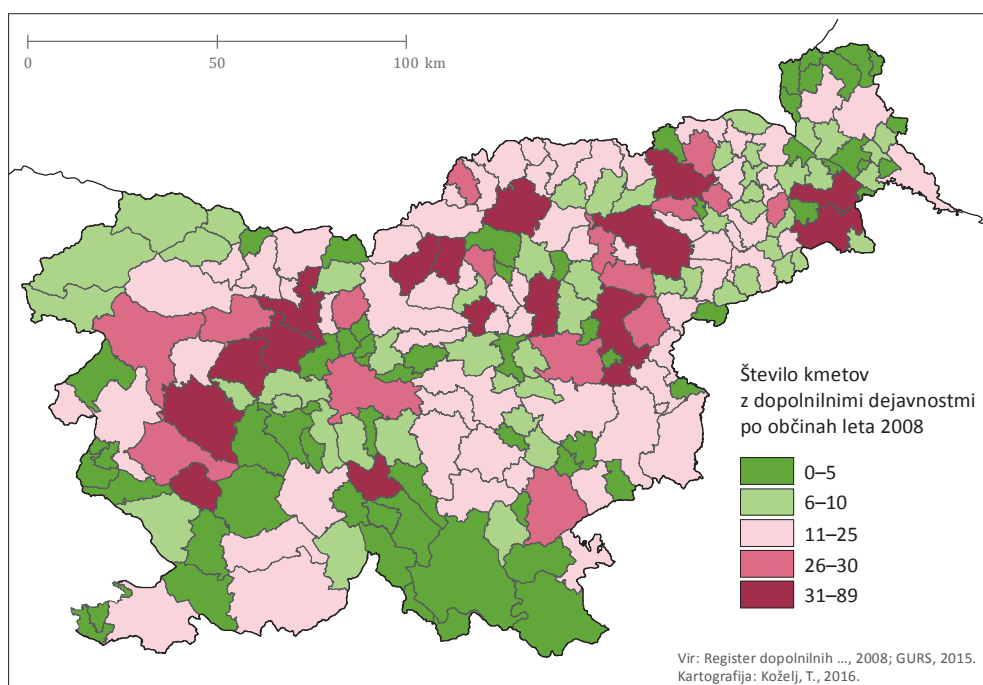 0 50 100 km
Število kmetov
z dopolnilnimi dejavnostmi
po občinah leta 2008
0–5
6–10
11–25
26–30
31–89
Vir: Register dopolnilnih ..., 2008; GURS, 2015.
Kartografija: Koželj, T., 2016.